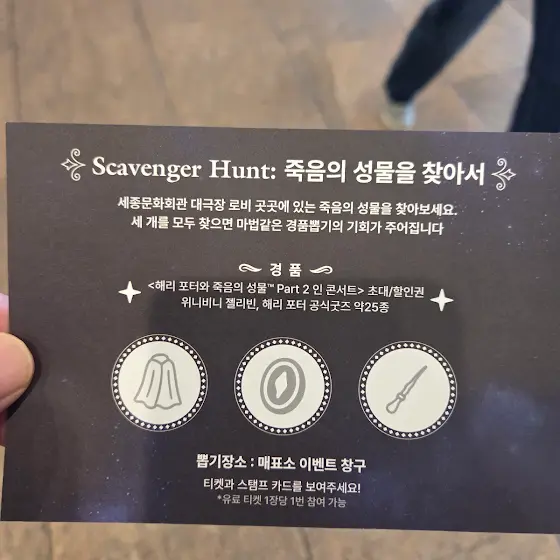 Scavenger Hunt: 죽음의 성물을 찾아서
세종문화회관 대극장 로비 곳곳에 있는 죽음의 성물을 찾아보세요.
세 개를 모두 찾으면 마법같은 경품뽑기의 기회가 주어집니다
경품
<해리 포터와 죽음의 성물™ Part 2 인 콘서트> 초대/할인권
위니비니 젤리빈, 해리 포터 공식굿즈 약25종
뽑기장소 : 매표소 이벤트 창구
티켓과 스탬프 카드를 보여주세요!
*유료 티켓 1장당 1번 참여 가능